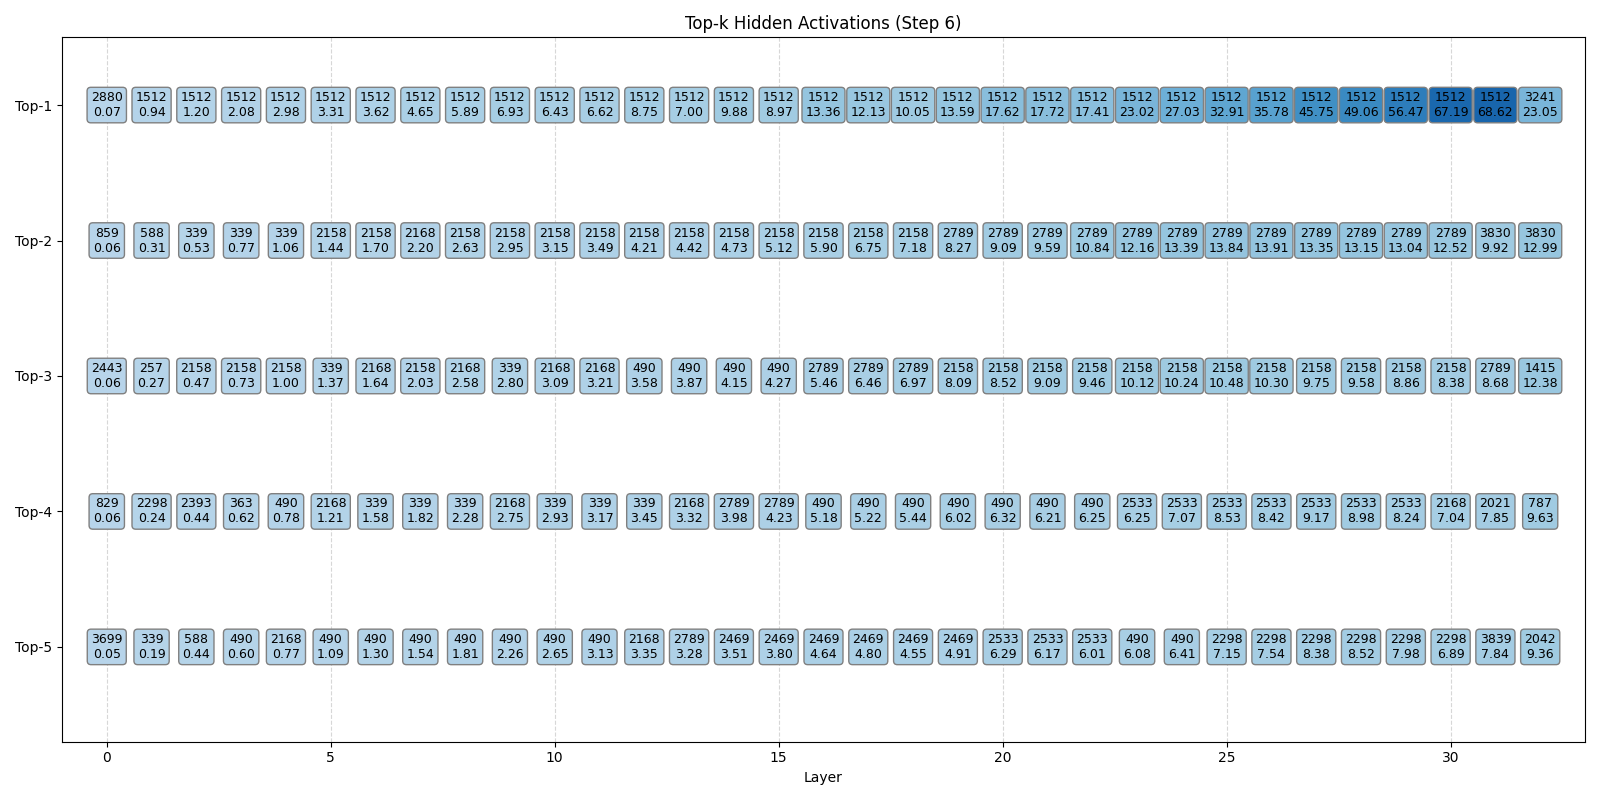 Top-k Hidden Activations (Step 6)
Top-1
2880 1512 1512 1512 1512 1512 1512 1512 1512 1512 1512 1512 1512 1512 1512 1512 1512 1512 1512 1512 1512 1512 1512 1512 1512 1512 1512 1512 1512 1512 1512 1512 3241
0.07 0.94 1.20 2.08 2.98 3.31 3.62 4.65 5.89 6.93 6.43 6.62 8.75 7.00 9.88 8.97 13.36 12.13 10.05 13.59 17.62 17.72 17.41 23.02 27.03 32.91 35.78 45.75 49.06 56.47 67.19 68.62 23.05
Top-2
859 588 339 339 339 2158 2158 2168 2158 2158 2158 2158 2158 2158 2158 2158 2158 2158 2158 2789 2789 2789 2789 2789 2789 2789 2789 2789 2789 2789 2789 3830 3830
0.06 0.31 0.53 0.77 1.06 1.44 1.70 2.20 2.63 2.95 3.15 3.49 4.21 4.42 4.73 5.12 5.90 6.75 7.18 8.27 9.09 9.59 10.84 12.16 13.39 13.84 13.91 13.35 13.15 13.04 12.52 9.92 12.99
Top-3
2443 257 2158 2158 2158 339 2168 2158 2168 339 2168 2168 490 490 490 490 2789 2789 2789 2158 2158 2158 2158 2158 2158 2158 2158 2158 2158 2158 2158 2789 1415
0.06 0.27 0.47 0.73 1.00 1.37 1.64 2.03 2.58 2.80 3.09 3.21 3.58 3.87 4.15 4.27 5.46 6.46 6.97 8.09 8.52 9.09 9.46 10.12 10.24 10.48 10.30 9.75 9.58 8.86 8.38 8.68 12.38
Top-4
829 2298 2393 363 490 2168 339 339 339 2168 339 339 339 2168 2789 2789 490 490 490 490 490 490 490 2533 2533 2533 2533 2533 2533 2533 2168 2021 787
0.06 0.24 0.44 0.62 0.78 1.21 1.58 1.82 2.28 2.75 2.93 3.17 3.45 3.32 3.98 4.23 5.18 5.22 5.44 6.02 6.32 6.21 6.25 6.25 7.07 8.53 8.42 9.17 8.98 8.24 7.04 7.85 9.63
Top-5
3699 339 588 490 2168 490 490 490 490 490 490 490 2168 2789 2469 2469 2469 2469 2469 2469 2533 2533 2533 490 490 2298 2298 2298 2298 2298 2298 3839 2042
0.05 0.19 0.44 0.60 0.77 1.09 1.30 1.54 1.81 2.26 2.65 3.13 3.35 3.28 3.51 3.80 4.64 4.80 4.55 4.91 6.29 6.17 6.01 6.08 6.41 7.15 7.54 8.38 8.52 7.98 6.89 7.84 9.36
0 5 10 15 20 25 30
Layer